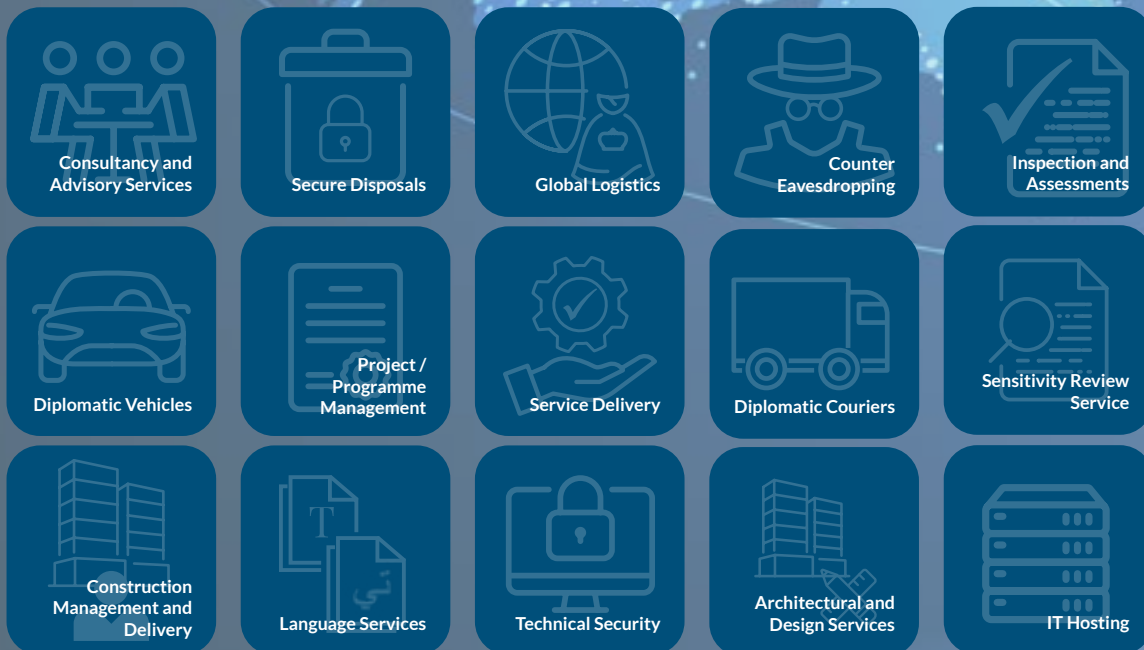 Consultancy and
Advisory Services
Secure Disposals
Global Logistics
Counter
Eavesdropping
Inspection and
Assessments
Diplomatic Vehicles
Project /
Programme
Management
Service Delivery
Diplomatic Couriers
Sensitivity Review
Service
Construction
Management and
Delivery
T
Language Services
Technical Security
Architectural and
Design Services
IT Hosting